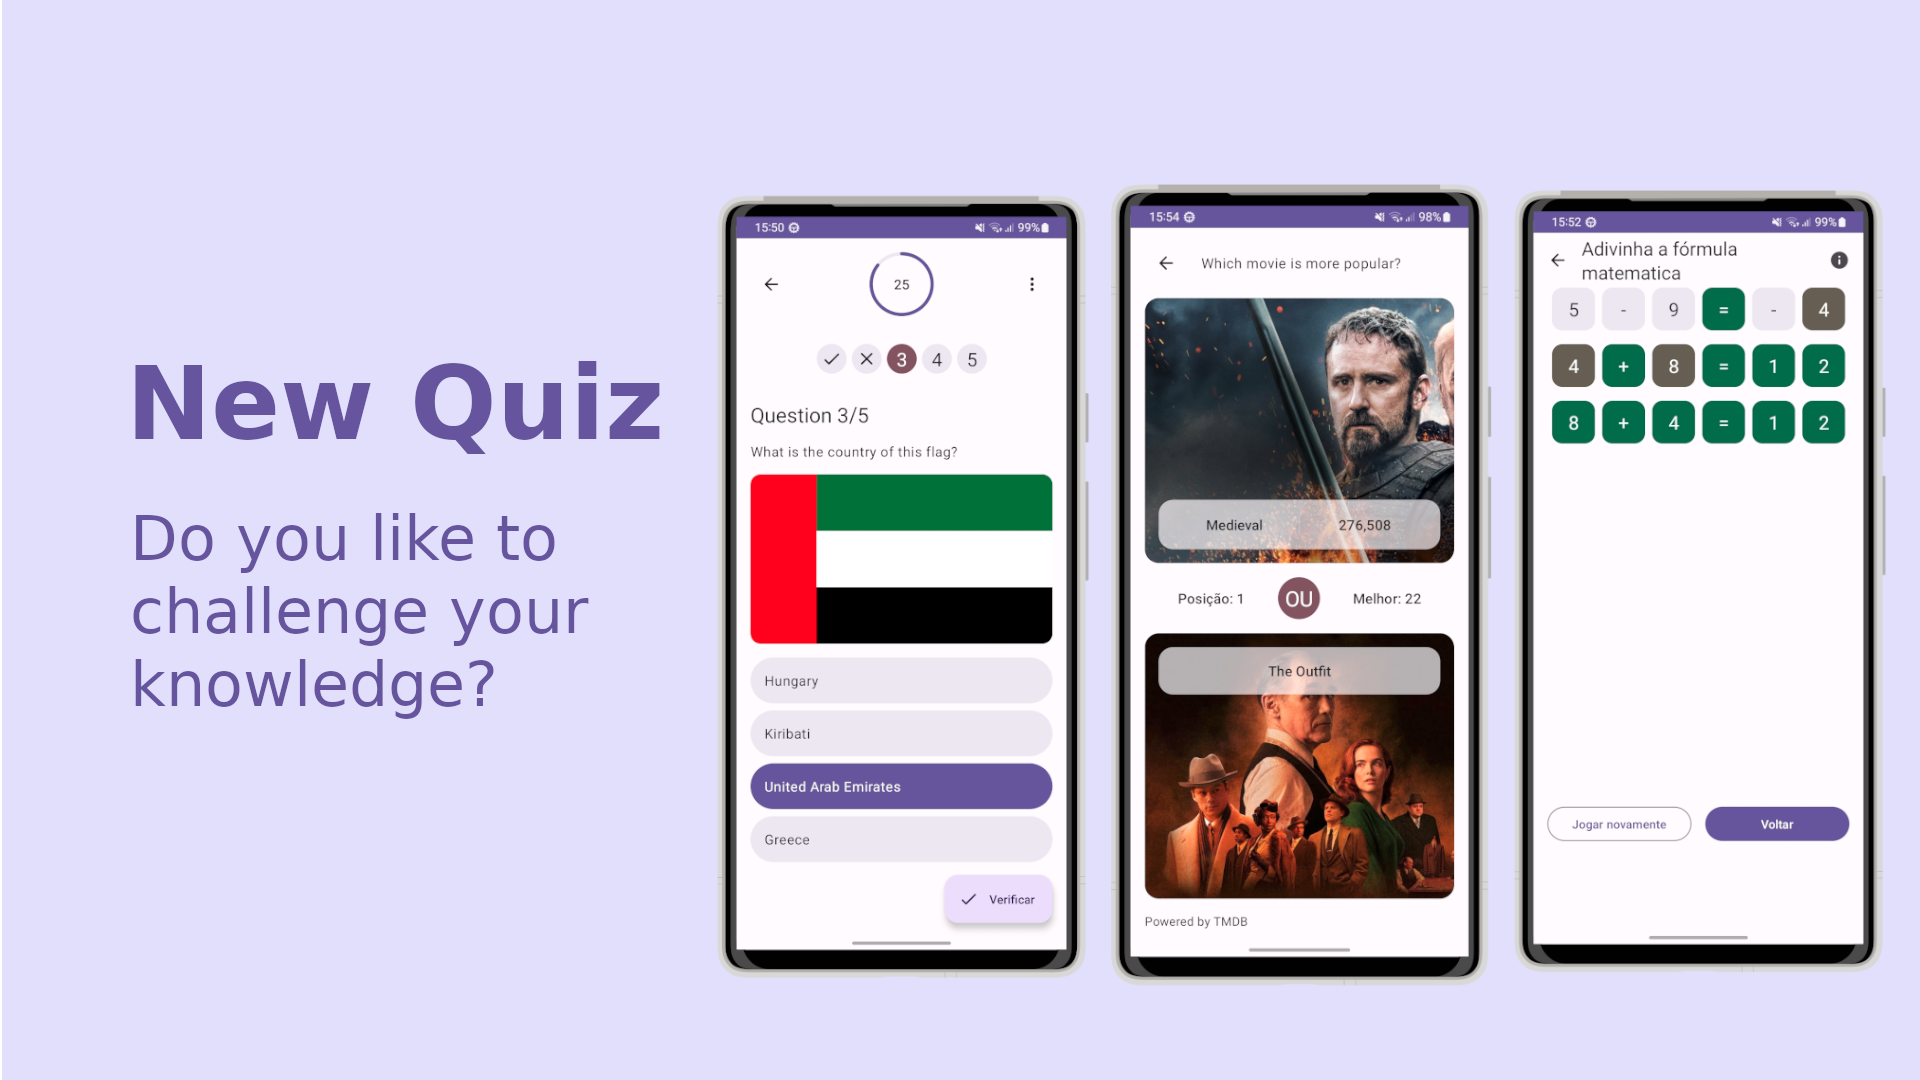 New Quiz
Do you like to
challenge your
knowledge?
15:50
99%
25
3 4 5
Question 3/5
What is the country of this flag?
Hungary
Kiribati
United Arab Emirates
Greece
Verificar
15:54
98%
Which movie is more popular?
Medieval 276,508
Posição: 1 OU Melhor: 22
The Outfit
Powered by TMDB
15:52
99%
Adivinha a fórmula
matematica
5 - 9 = - 4
4 + 8 = 1 2
8 + 4 = 1 2
Jogar novamente
Voltar